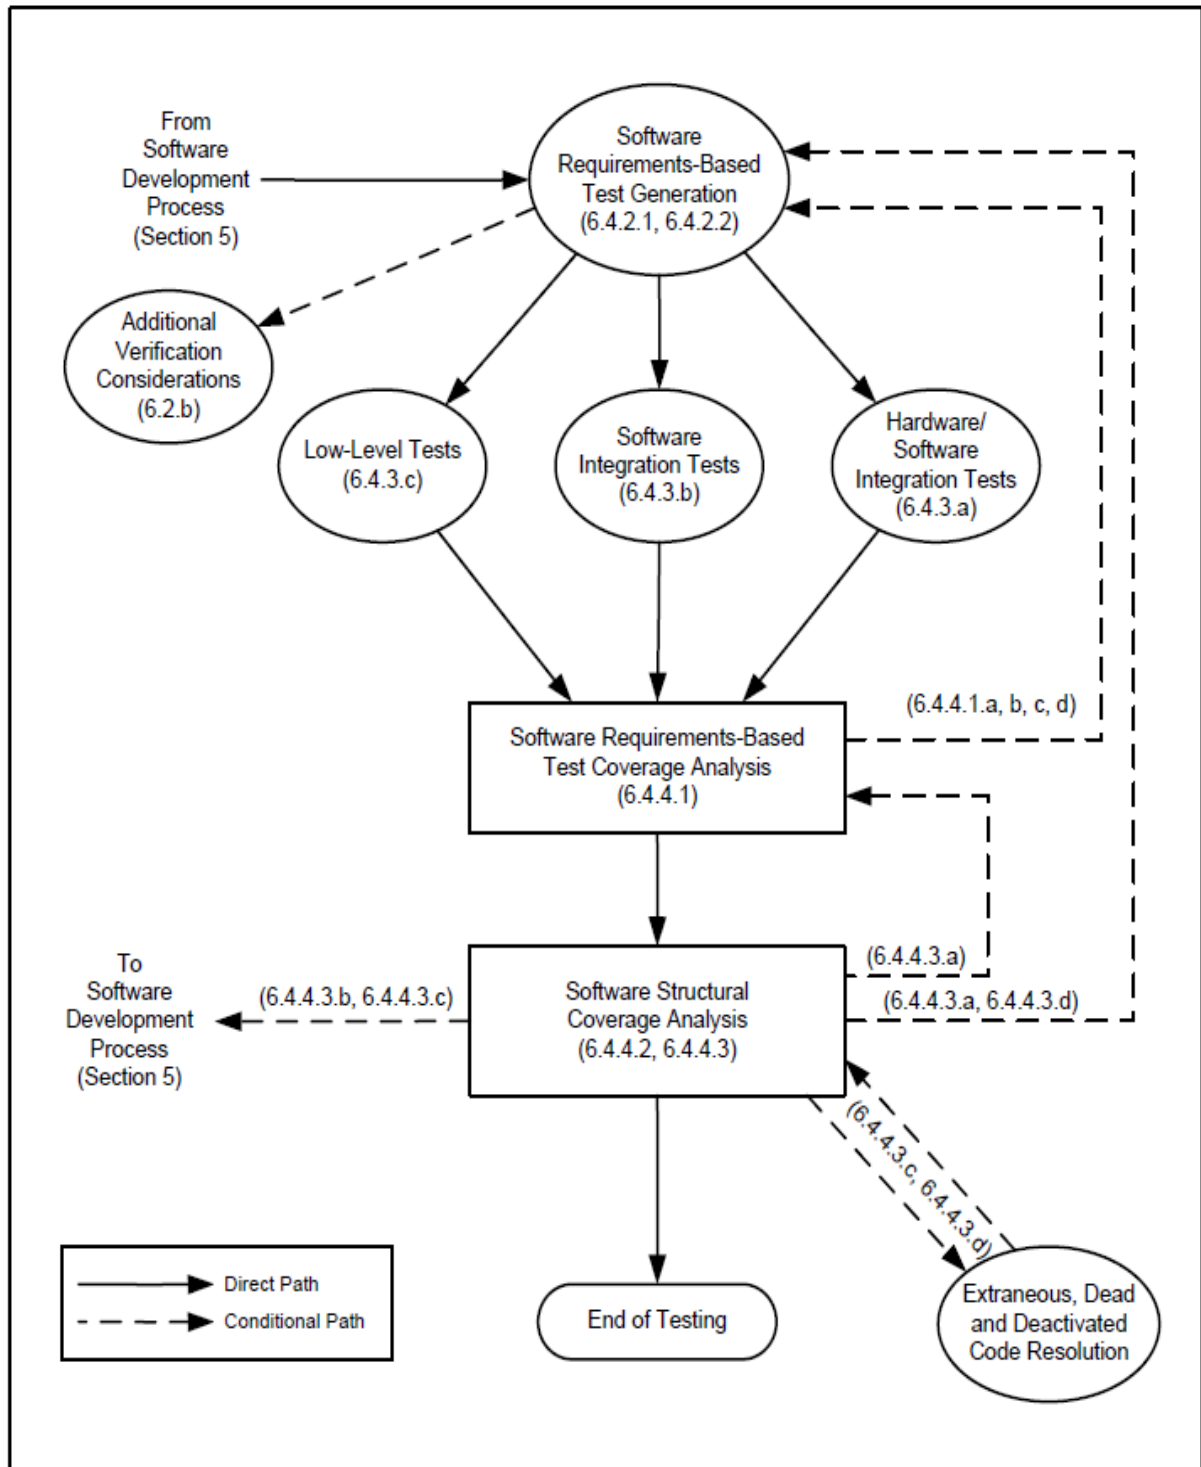 From
Software
Development
Process
(Section 5)
Software
Requirements-Based
Test Generation
(6.4.2.1, 6.4.2.2)
Additional
Verification
Considerations
(6.2.b)
Low-Level Tests
(6.4.3.c)
Software
Integration Tests
(6.4.3.b)
Hardware/
Software
Integration Tests
(6.4.3.a)
(6.4.4.1.a, b, c, d)
Software Requirements-Based
Test Coverage Analysis
(6.4.4.1)
To
Software
Development
Process
(Section 5)
(6.4.4.3.b, 6.4.4.3.c)
Software Structural
Coverage Analysis
(6.4.4.2, 6.4.4.3)
(6.4.4.3.a)
(6.4.4.3.a, 6.4.4.3.d)
(6.4.4.3.c, 6.4.4.3.d)
Direct Path
Conditional Path
End of Testing
Extraneous, Dead
and Deactivated
Code Resolution